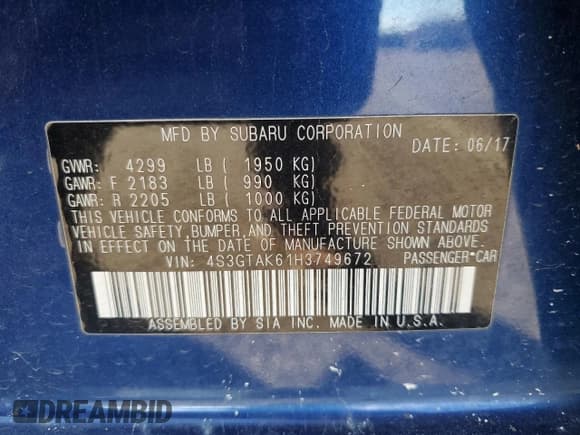 MFD BY SUBARU CORPORATION
DATE: 06/17
GVWR: 4299 LB ( 1950 KG)
GAWR: F 2183 LB ( 990 KG)
GAWR: R 2205 LB ( 1000 KG)
THIS VEHICLE CONFORMS TO ALL APPLICABLE FEDERAL MOTOR
VEHICLE SAFETY, BUMPER, AND THEFT PREVENTION STANDARDS
IN EFFECT ON THE DATE OF MANUFACTURE SHOWN ABOVE.
VIN: 4S3GTAK61H3749672 PASSENGER CAR
ASSEMBLED BY SIA INC. MADE IN U.S.A.
DREAMBID